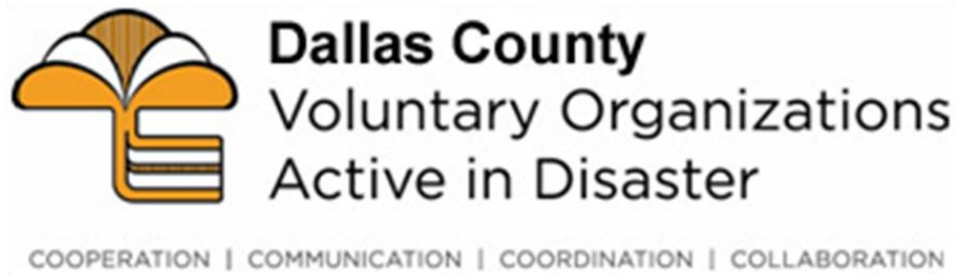 Dallas County
Voluntary Organizations
Active in Disaster
COOPERATION | COMMUNICATION | COORDINATION | COLLABORATION